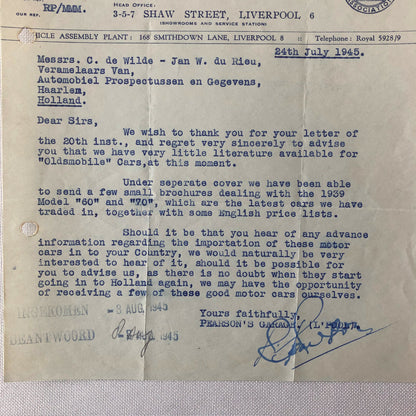 HEAD OFFICE:
RP/MMM.
OUR REF.
3-5-7 SHAW STREET, LIVERPOOL 6
(SHOWROOMS AND SERVICE STATION)
ASSOCIATION
ICLE ASSEMBLY PLANT: 168 SMITHDOWN LANE, LIVERPOOL 8 :: Telephone: Royal 5928/9
24th July 1945.
Messrs. C. de Wilde - Jan W. du Rieu,
Veramelaars Van,
Automobiel Prospectussen en Gegevens,
Haarlem,
Holland.
Dear Sirs,
We wish to thank you for your letter of
the 20th inst., and regret very sincerely to advise
you that we have very little literature available for
"Oldsmobile" Cars, at this moment.
Under seperate cover we have been able
to send a few small brochures dealing with the 1939
Model "60" and "70", which are the latest cars we have
traded in, together with some English price lists.
Should it be that you hear of any advance
information regarding the importation of these motor
cars in to your Country, we would naturally be very
interested to hear of it, should it be possible for
you to advise us, as there is no doubt when they start
going in to Holland again, we may have the opportunity
of receiving a few of these good motor cars ourselves.
Yours faithfully,
PEARSON'S GARAGE (L'POOL)
INGEKOMEN -3 AUG. 1945
BEANTWOORD 1945